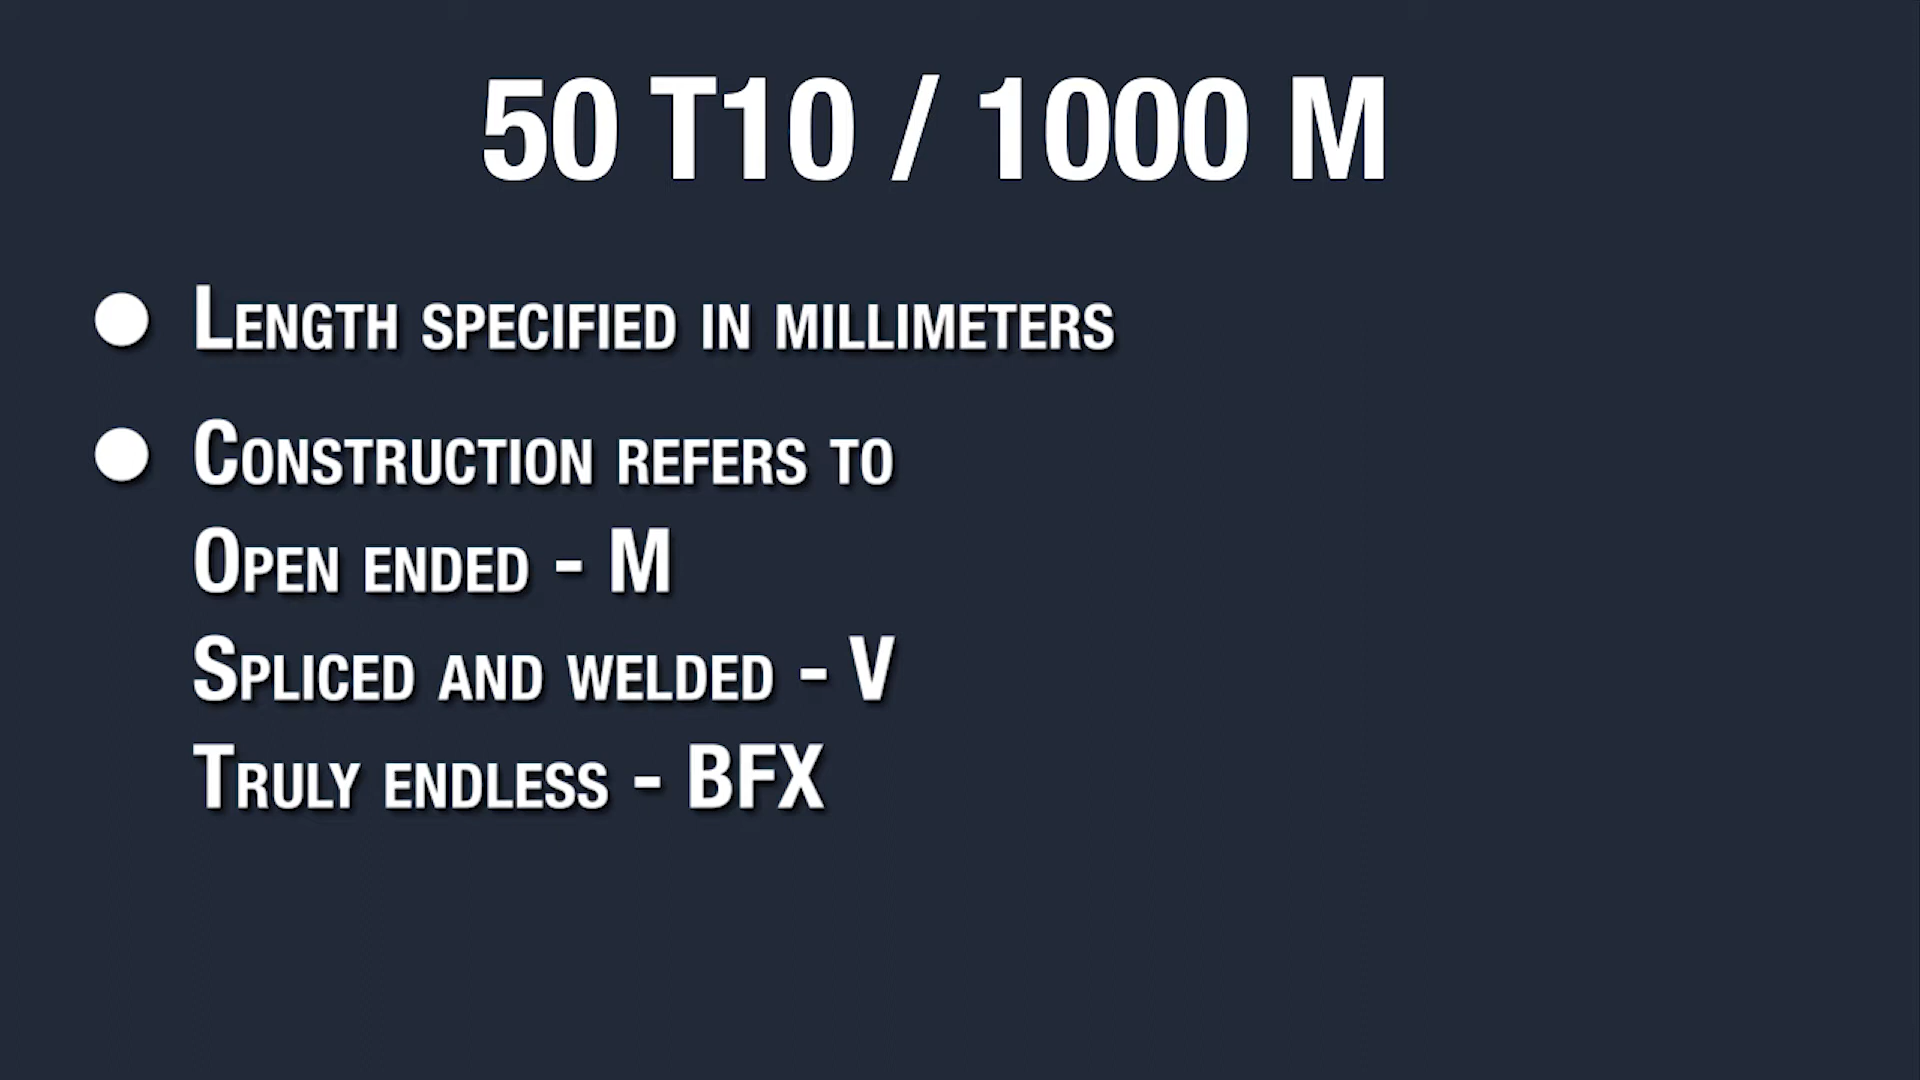 50 T10 / 1000 M
● Length specified in millimeters
● Construction refers to
Open ended - M
Spliced and welded - V
Truly endless - BFX